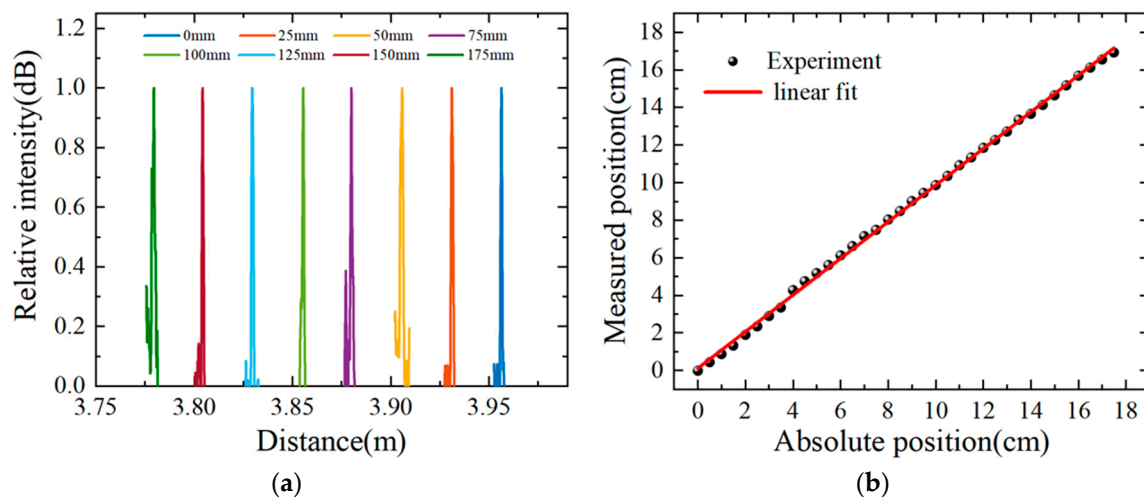 1.2
1.0
0.8
0.6
0.4
0.2
0.0
Relative intensity(dB)
0mm 25mm 50mm 75mm
100mm 125mm 150mm 175mm
3.75 3.80 3.85 3.90 3.95
Distance(m)
(a)
18
16
14
12
10
8
6
4
2
0
Measured position(cm)
Experiment
linear fit
0 2 4 6 8 10 12 14 16 18
Absolute position(cm)
(b)